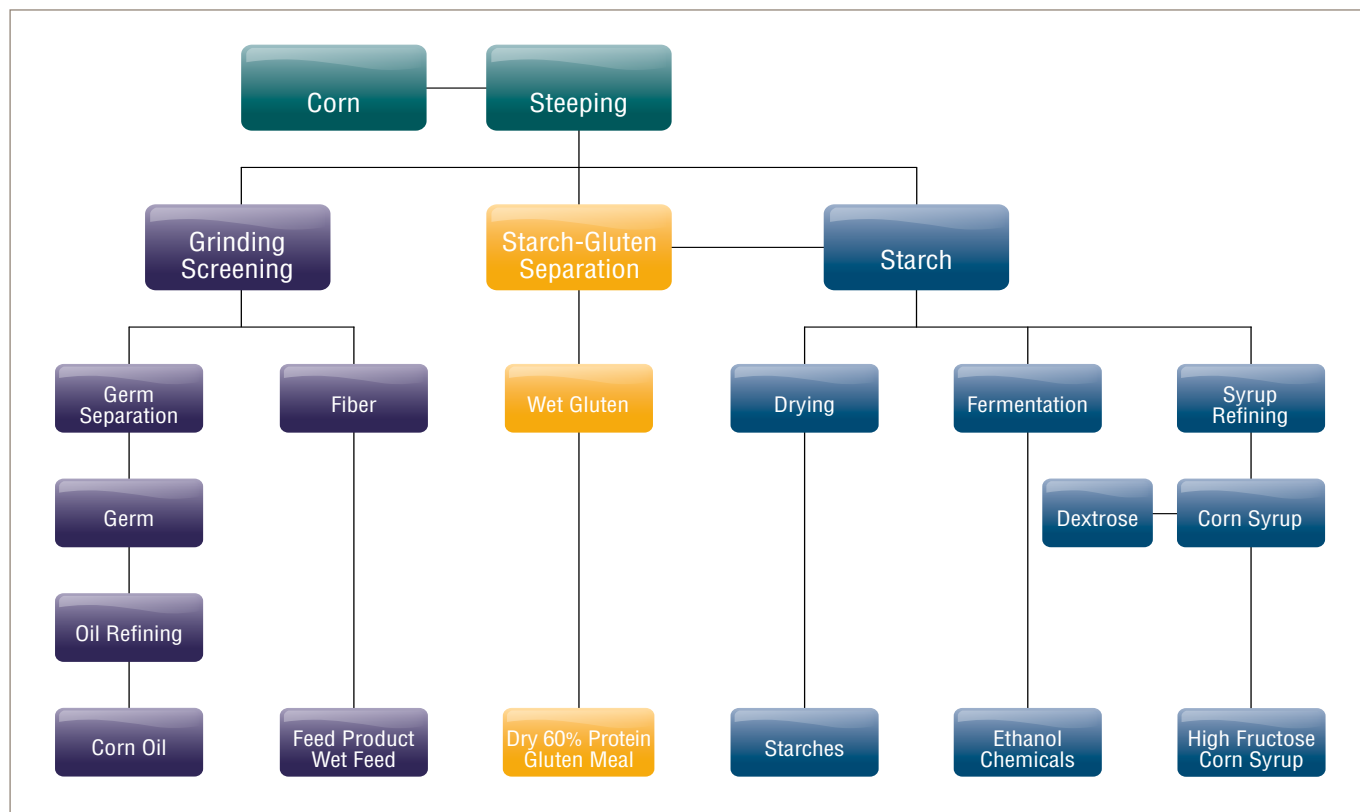 Corn
Steeping
Grinding
Screening
Starch-Gluten
Separation
Starch
Germ
Separation
Fiber
Wet Gluten
Drying
Fermentation
Syrup
Refining
Germ
Dextrose
Corn Syrup
Oil Refining
Corn Oil
Feed Product
Wet Feed
Dry 60% Protein
Gluten Meal
Starches
Ethanol
Chemicals
High Fructose
Corn Syrup